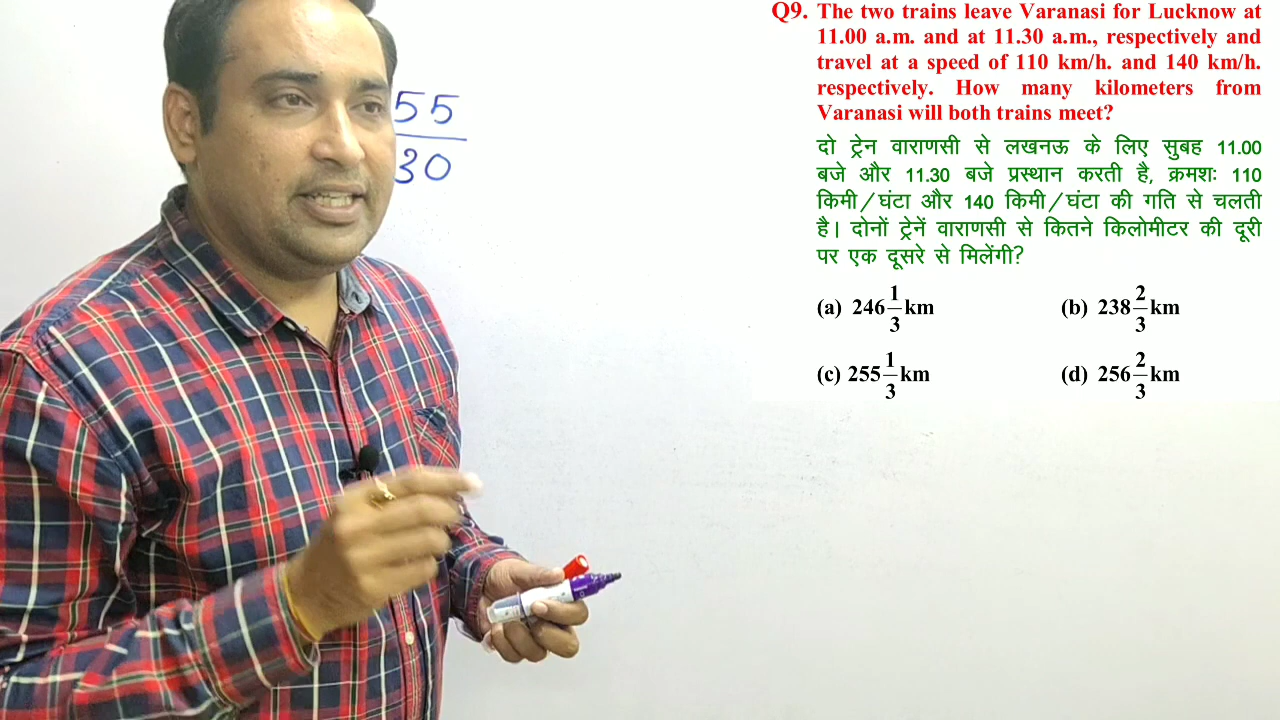 55
30
Q9. The two trains leave Varanasi for Lucknow at
11.00 a.m. and at 11.30 a.m., respectively and
travel at a speed of 110 km/h. and 140 km/h.
respectively. How many kilometers from
Varanasi will both trains meet?
दो ट्रेन वाराणसी से लखनऊ के लिए सुबह 11.00
बजे और 11.30 बजे प्रस्थान करती है, क्रमशः 110
किमी/घंटा और 140 किमी/घंटा की गति से चलती
है। दोनों ट्रेनें वाराणसी से कितने किलोमीटर की दूरी
पर एक दूसरे से मिलेंगी?
(a) 246 1/3 km (b) 238 2/3 km
(c) 255 1/3 km (d) 256 2/3 km